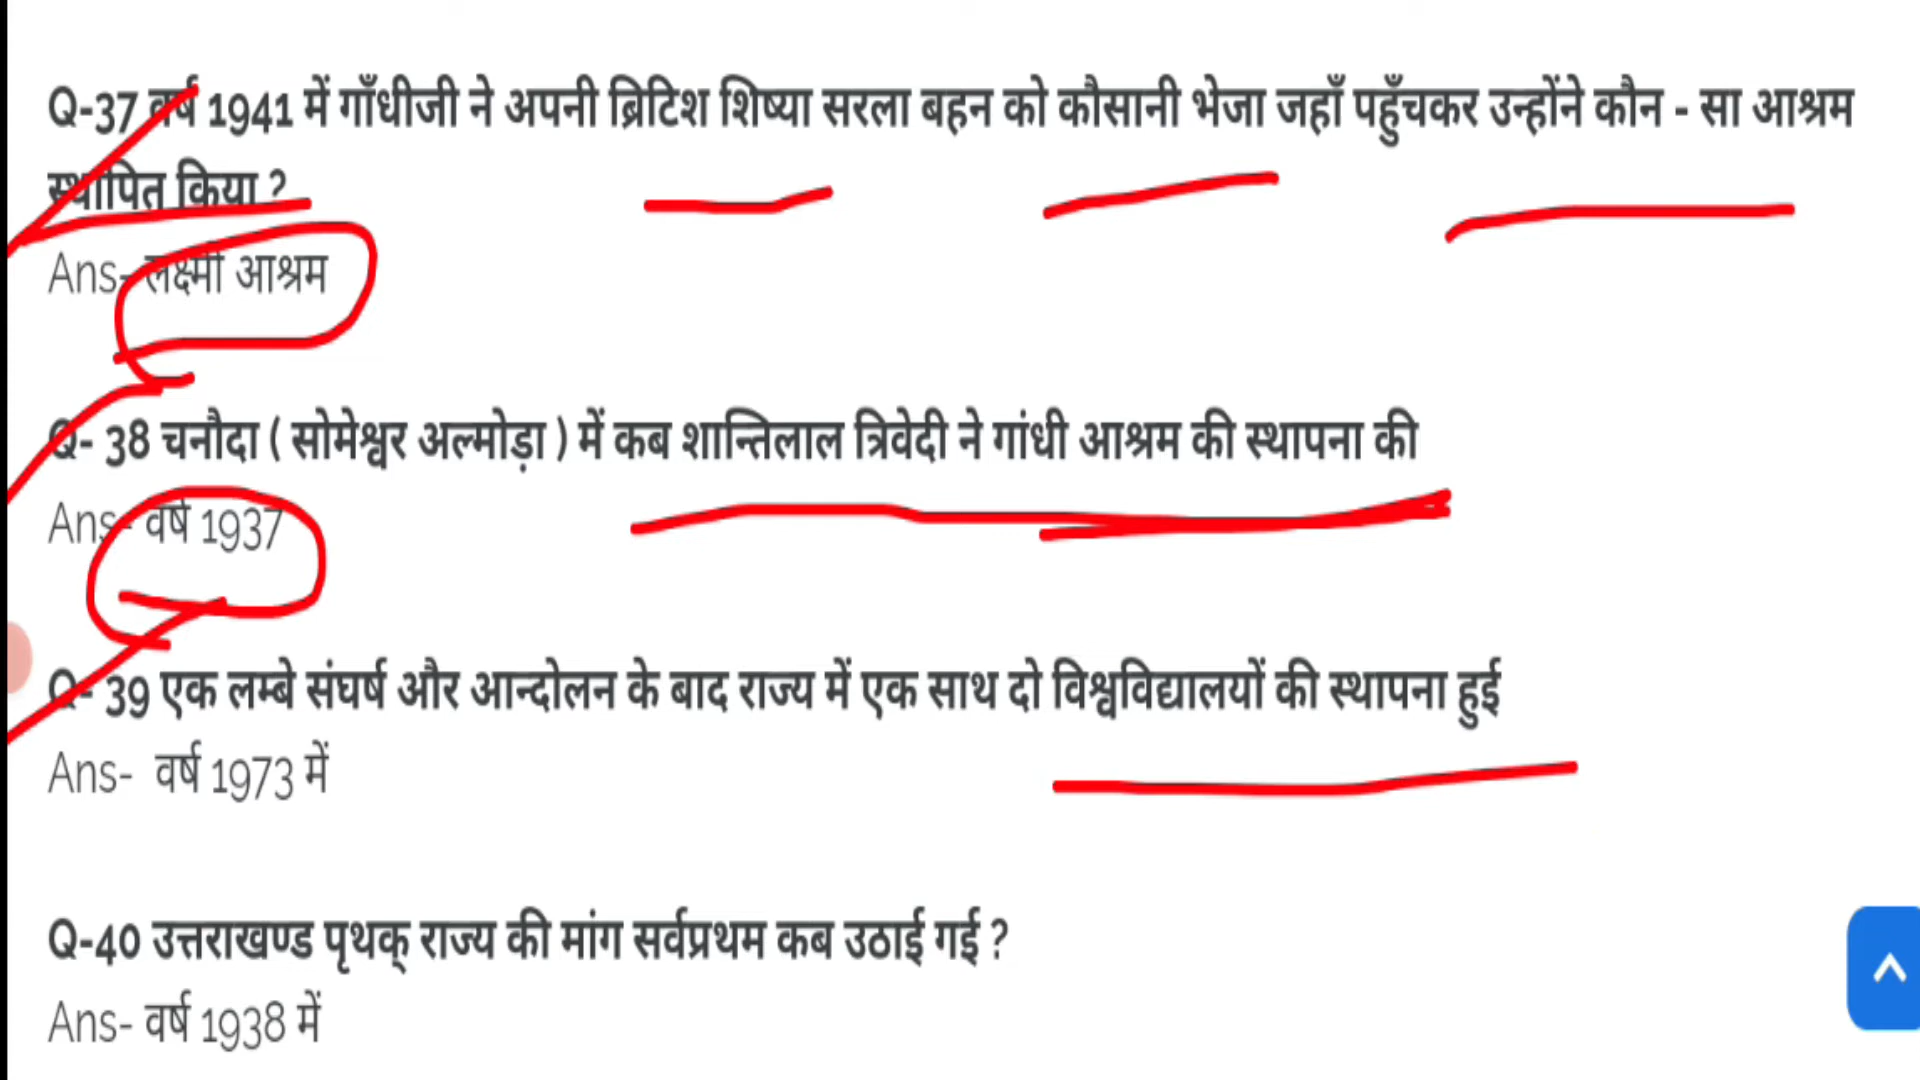 Q-37 वर्ष 1941 में गाँधीजी ने अपनी ब्रिटिश शिष्या सरला बहन को कौसानी भेजा जहाँ पहुँचकर उन्होंने कौन - सा आश्रम
स्थापित किया ?
Ans- लक्ष्मी आश्रम
Q- 38 चनौदा ( सोमेश्वर अल्मोड़ा ) में कब शान्तिलाल त्रिवेदी ने गांधी आश्रम की स्थापना की
Ans- वर्ष 1937
Q- 39 एक लम्बे संघर्ष और आन्दोलन के बाद राज्य में एक साथ दो विश्वविद्यालयों की स्थापना हुई
Ans- वर्ष 1973 में
Q-40 उत्तराखण्ड पृथक् राज्य की मांग सर्वप्रथम कब उठाई गई ?
Ans- वर्ष 1938 में